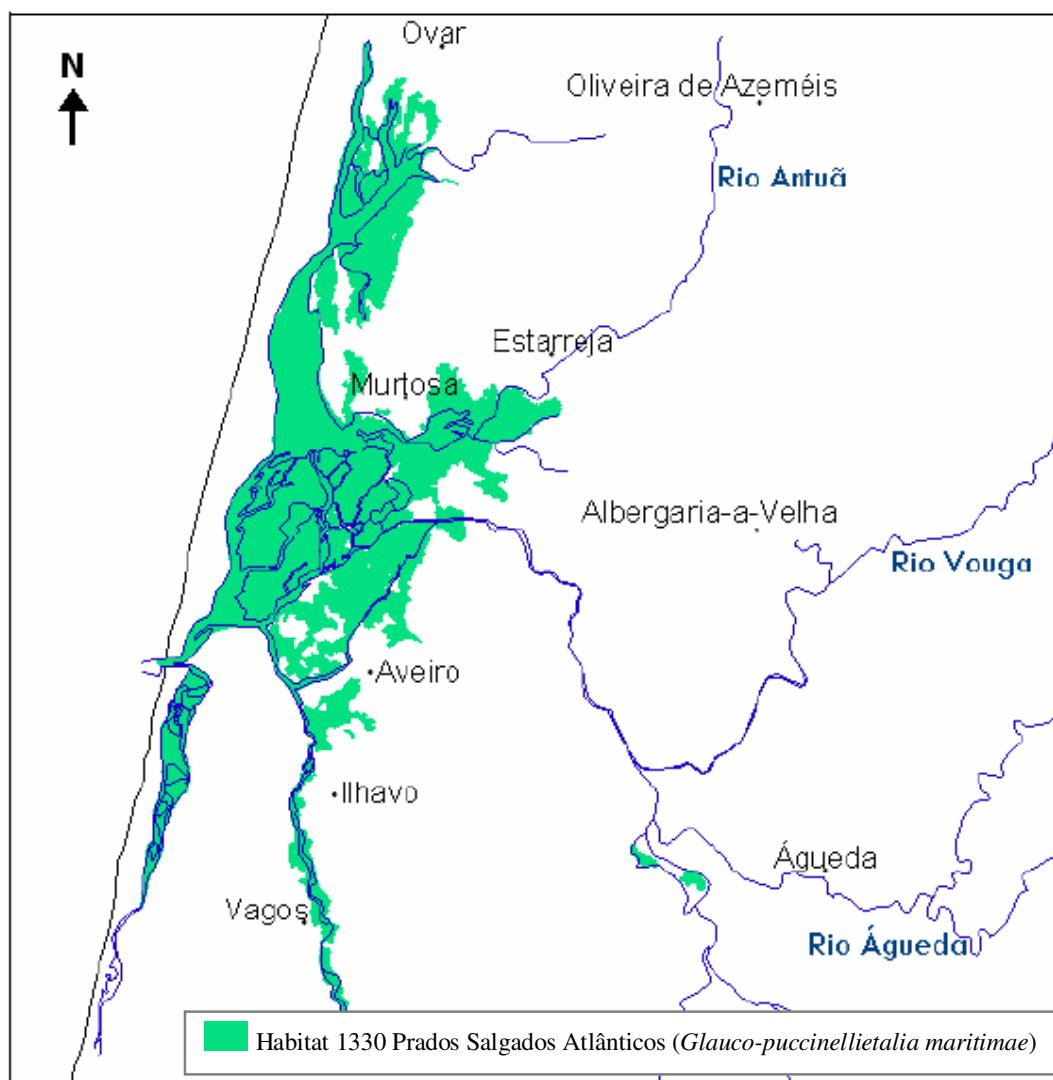 Ovar
N
Oliveira de Azeméis
Rio Antuã
Estarreja
Murtosa
Albergaria-a-Velha
Rio Vouga
Aveiro
Ilhavo
Águeda
Vagos
Rio Águeda
Habitat 1330 Prados Salgados Atlânticos (Glauco-puccinellietalia maritimae)